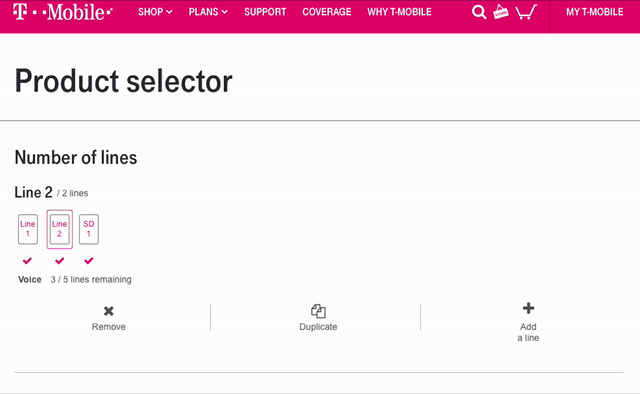 T-Mobile SHOP PLANS SUPPORT COVERAGE WHY T-MOBILE MY T-MOBILE
Product selector
Number of lines
Line 2 / 2 lines
Line 1
Line 2
SD 1
Voice 3 / 5 lines remaining
Remove
Duplicate
Add
a line